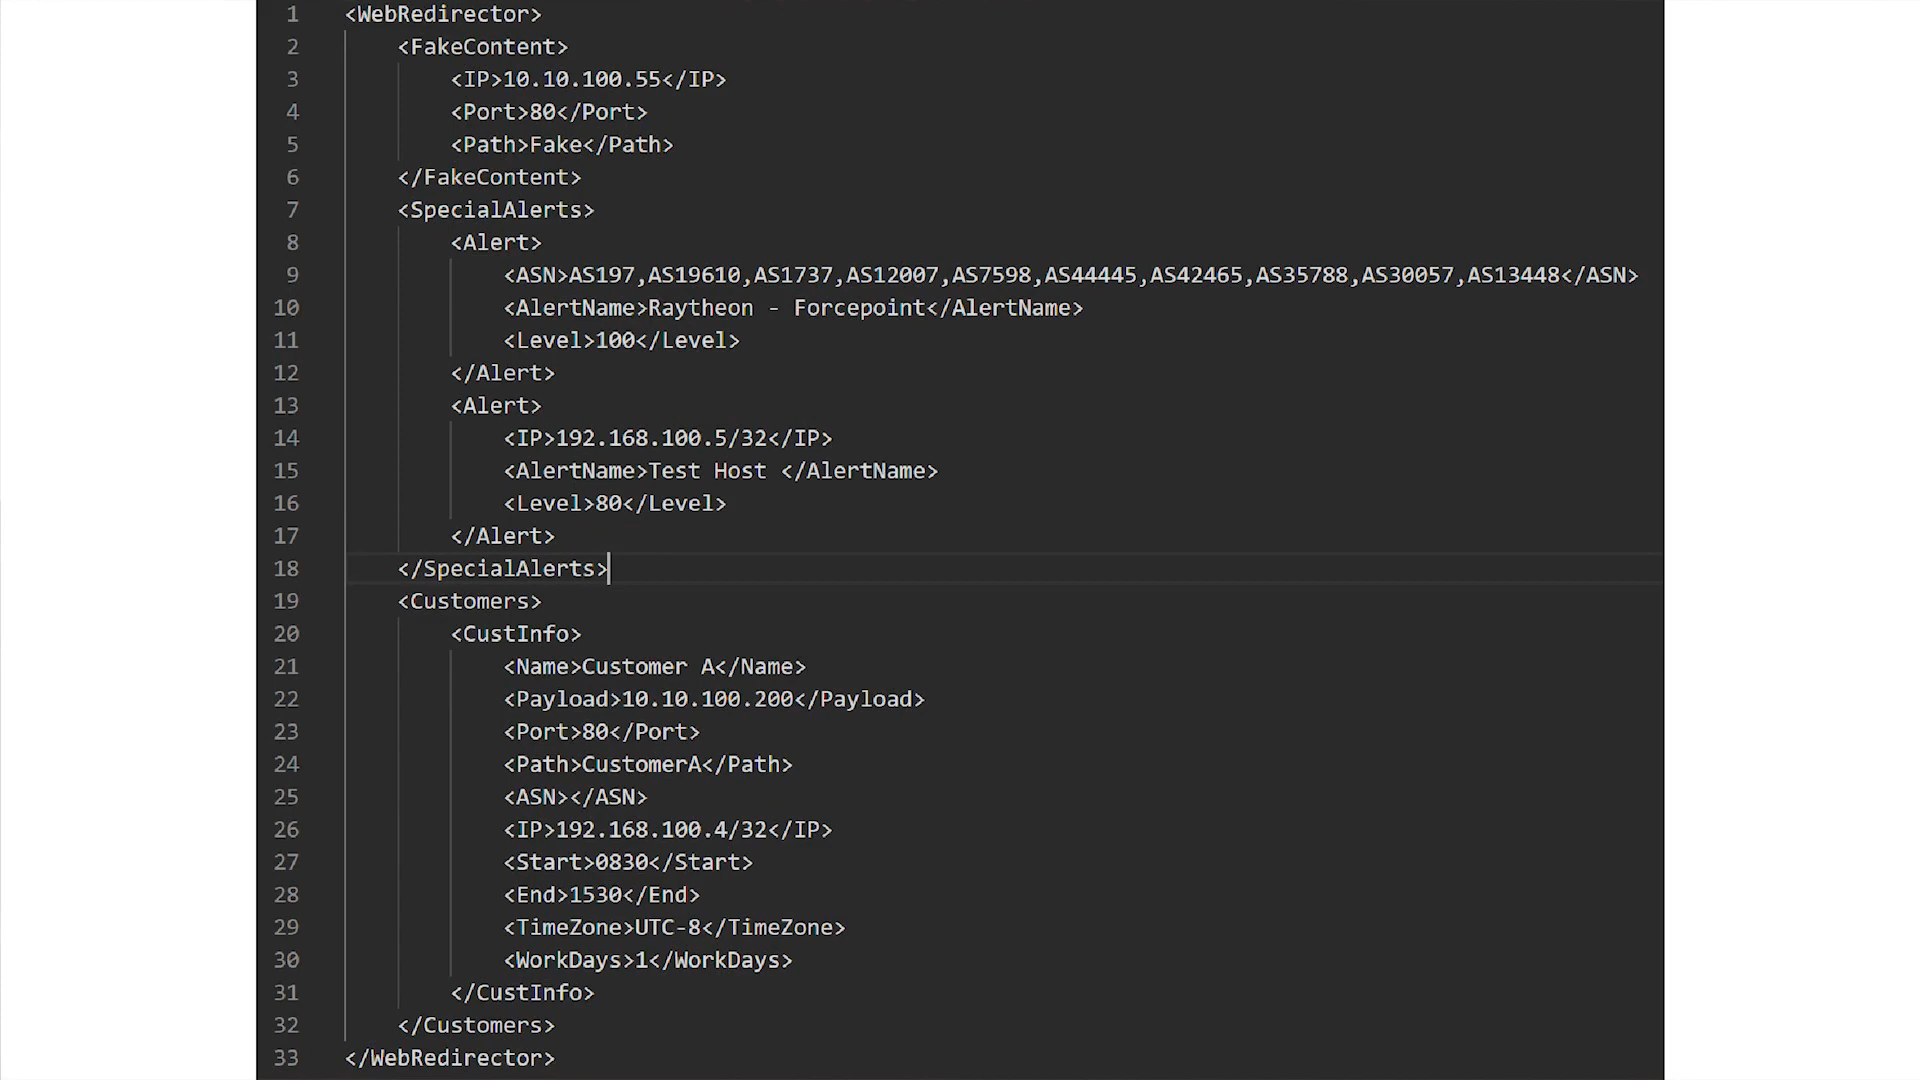 1 <WebRedirector>
2 <FakeContent>
3 <IP>10.10.100.55</IP>
4 <Port>80</Port>
5 <Path>Fake</Path>
6 </FakeContent>
7 <SpecialAlerts>
8 <Alert>
9 <ASN>AS197,AS19610,AS1737,AS12007,AS7598,AS44445,AS42465,AS35788,AS30057,AS13448</ASN>
10 <AlertName>Raytheon - Forcepoint</AlertName>
11 <Level>100</Level>
12 </Alert>
13 <Alert>
14 <IP>192.168.100.5/32</IP>
15 <AlertName>Test Host </AlertName>
16 <Level>80</Level>
17 </Alert>
18 </SpecialAlerts>
19 <Customers>
20 <CustInfo>
21 <Name>Customer A</Name>
22 <Payload>10.10.100.200</Payload>
23 <Port>80</Port>
24 <Path>CustomerA</Path>
25 <ASN></ASN>
26 <IP>192.168.100.4/32</IP>
27 <Start>0830</Start>
28 <End>1530</End>
29 <TimeZone>UTC-8</TimeZone>
30 <WorkDays>1</WorkDays>
31 </CustInfo>
32 </Customers>
33 </WebRedirector>